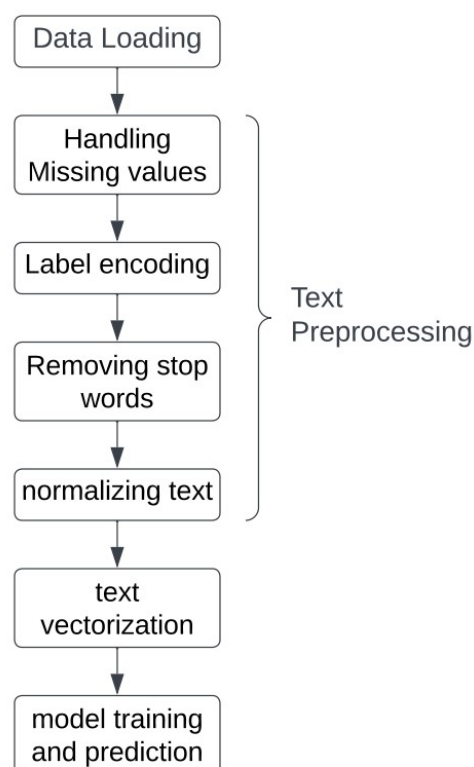 Data Loading
Handling
Missing values
Label encoding
Removing stop
words
normalizing text
Text
Preprocessing
text
vectorization
model training
and prediction